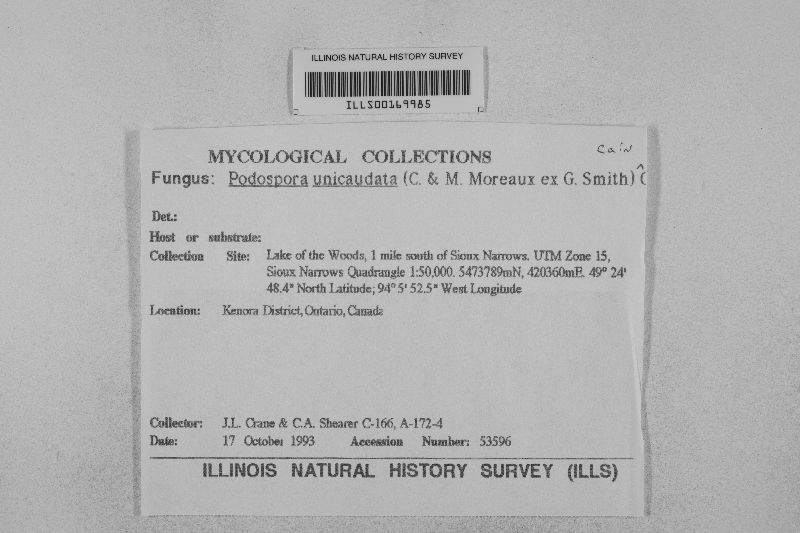 ILLINOIS NATURAL HISTORY SURVEY
ILLS00169985
Cain
MYCOLOGICAL COLLECTIONS
Fungus: Podospora unicaudata (C. & M. Moreaux ex G. Smith) ^ C
Det.:
Host or substrate:
Collection Site: Lake of the Woods, 1 mile south of Sioux Narrows. UTM Zone 15,
Sioux Narrows Quadrangle 1:50,000. 5473789mN, 420360mE. 49° 24'
48.4" North Latitude; 94° 5' 52.5" West Longitude
Location: Kenora District, Ontario, Canada
Collector: J.L. Crane & C.A. Shearer C-166, A-172-4
Date: 17 October 1993 Accession Number: 53596
ILLINOIS NATURAL HISTORY SURVEY (ILLS)